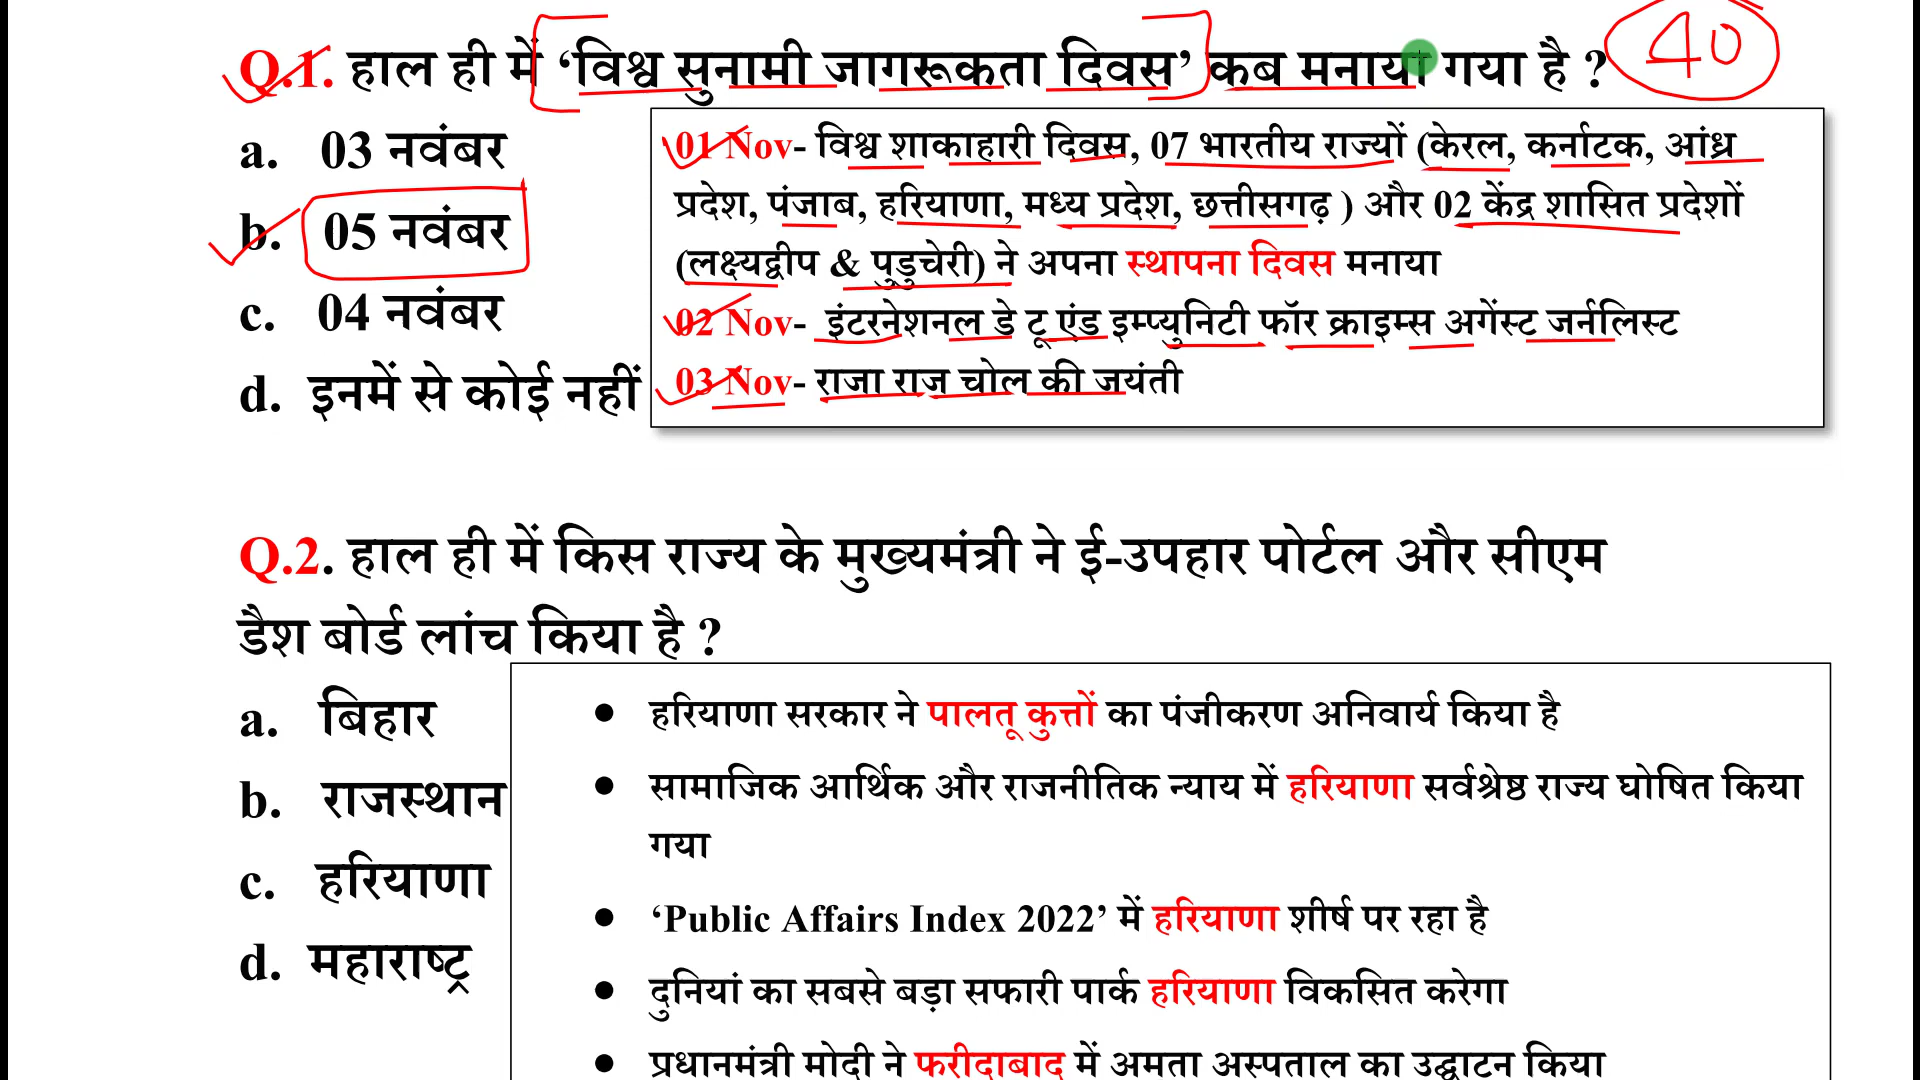 Q.1. हाल ही में ‘विश्व सुनामी जागरूकता दिवस’ कब मनाया गया है ?
40
a. 03 नवंबर
b. 05 नवंबर
c. 04 नवंबर
d. इनमें से कोई नहीं
01 Nov- विश्व शाकाहारी दिवस, 07 भारतीय राज्यों (केरल, कर्नाटक, आंध्र
प्रदेश, पंजाब, हरियाणा, मध्य प्रदेश, छत्तीसगढ़ ) और 02 केंद्र शासित प्रदेशों
(लक्ष्यद्वीप & पुडुचेरी) ने अपना स्थापना दिवस मनाया
02 Nov- इंटरनेशनल डे टू एंड इम्प्युनिटी फॉर क्राइम्स अगेंस्ट जर्नलिस्ट
03 Nov- राजा राज चोल की जयंती
Q.2. हाल ही में किस राज्य के मुख्यमंत्री ने ई-उपहार पोर्टल और सीएम
डैश बोर्ड लांच किया है ?
a. बिहार
b. राजस्थान
c. हरियाणा
d. महाराष्ट्र
• हरियाणा सरकार ने पालतू कुत्तों का पंजीकरण अनिवार्य किया है
• सामाजिक आर्थिक और राजनीतिक न्याय में हरियाणा सर्वश्रेष्ठ राज्य घोषित किया
गया
• ‘Public Affairs Index 2022’ में हरियाणा शीर्ष पर रहा है
• दुनियां का सबसे बड़ा सफारी पार्क हरियाणा विकसित करेगा
• प्रधानमंत्री मोदी ने फरीदाबाद में अमृता अस्पताल का उद्घाटन किया